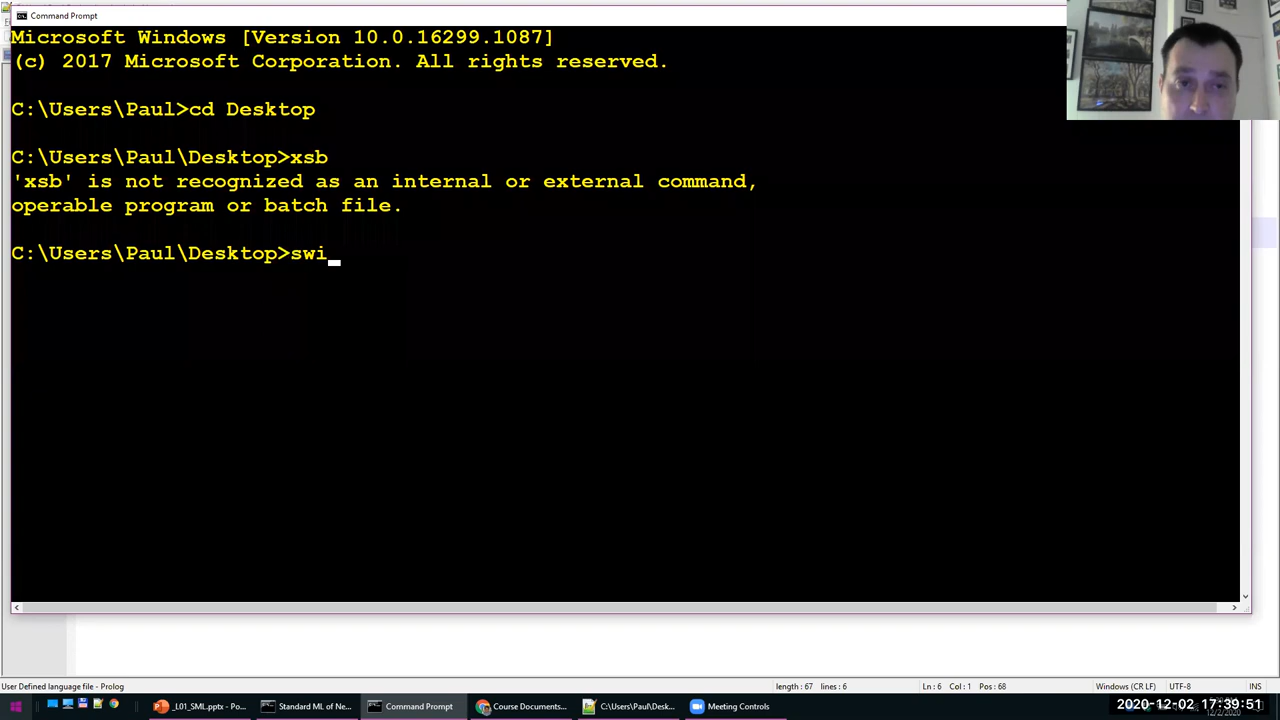 Command Prompt
Microsoft Windows [Version 10.0.16299.1087]
(c) 2017 Microsoft Corporation. All rights reserved.
C:\Users\Paul>cd Desktop
C:\Users\Paul\Desktop>xsb
'xsb' is not recognized as an internal or external command,
operable program or batch file.
C:\Users\Paul\Desktop>swi
User Defined language file - Prolog
length : 67 lines : 6
Ln : 6 Col : 1 Pos : 68
Windows (CR LF)
UTF-8
INS
_L01_SML.pptx - Po...
Standard ML of Ne...
Command Prompt
Course Documents...
C:\Users\Paul\Desk...
Meeting Controls
2020-12-02 17:39:51